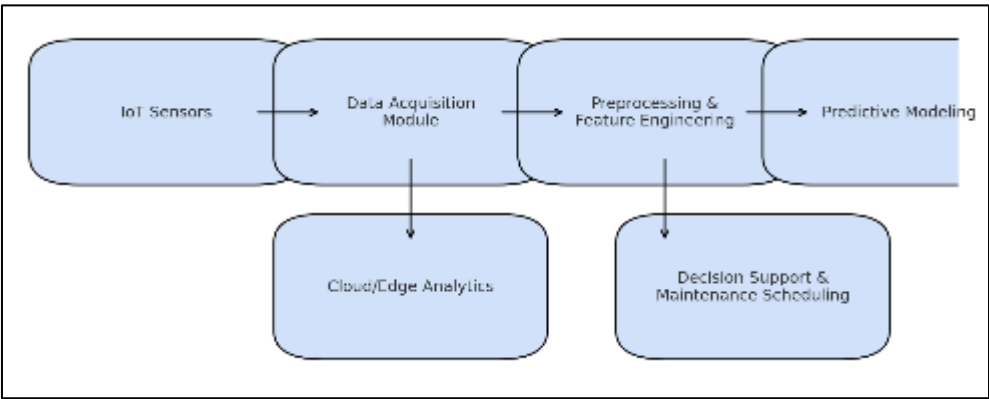 IoT Sensors
Data Acquisition
Module
Preprocessing &
Feature Engineering
Predictive Modeling
Cloud/Edge Analytics
Decision Support &
Maintenance Scheduling